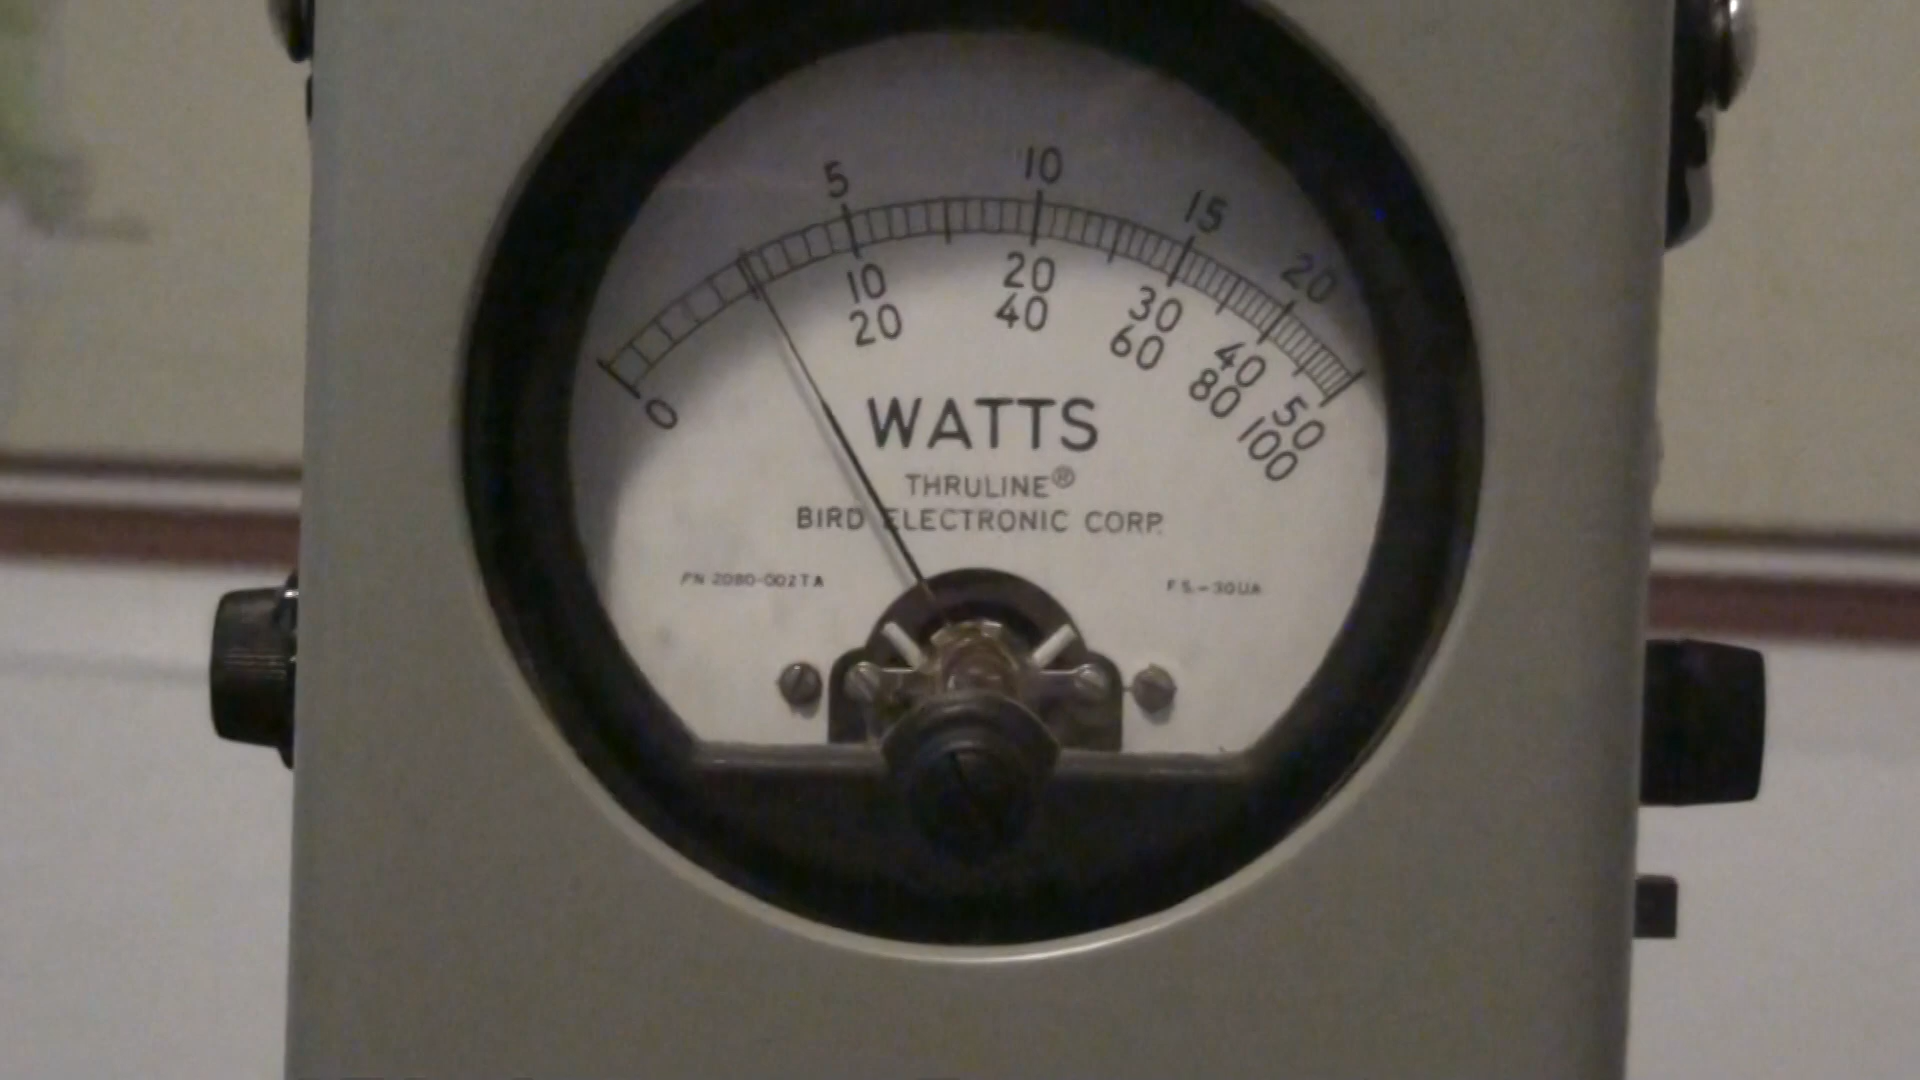 5 10 15 20
0 10 20 30 40 50
20 40 60 80 100
WATTS
THRULINE®
BIRD ELECTRONIC CORP.
PN 2080-002TA F.S.-30UA